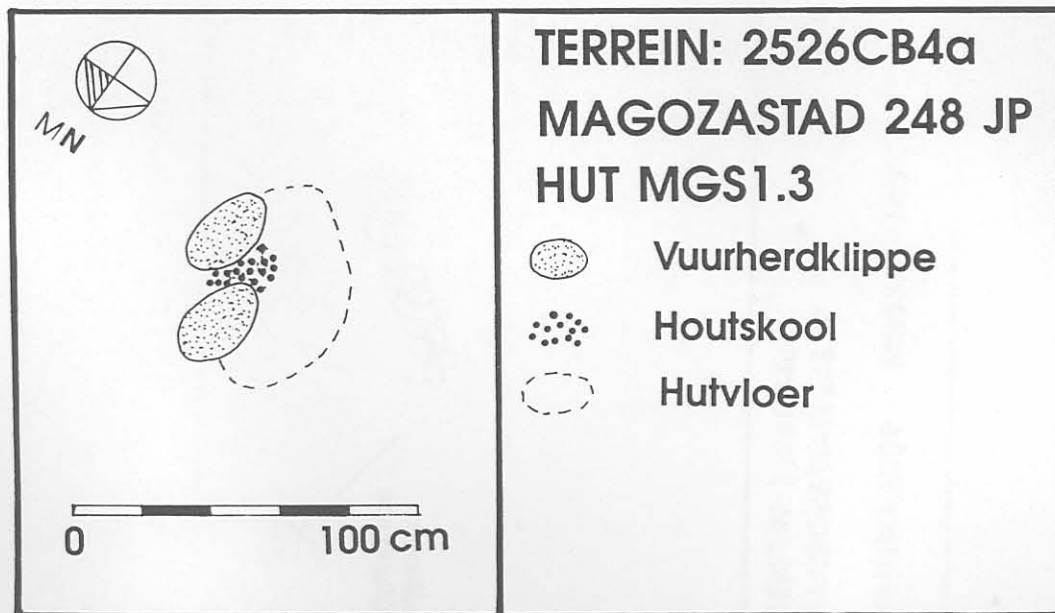 MN
0 100 cm
TERREIN: 2526CB4a
MAGOZASTAD 248 JP
HUT MGS1.3
Vuurherdklippe
Houtskool
Hutvloer